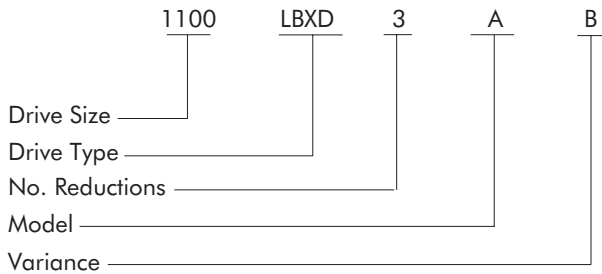 1100 LBXD 3 A B
Drive Size
Drive Type
No. Reductions
Model
Variance